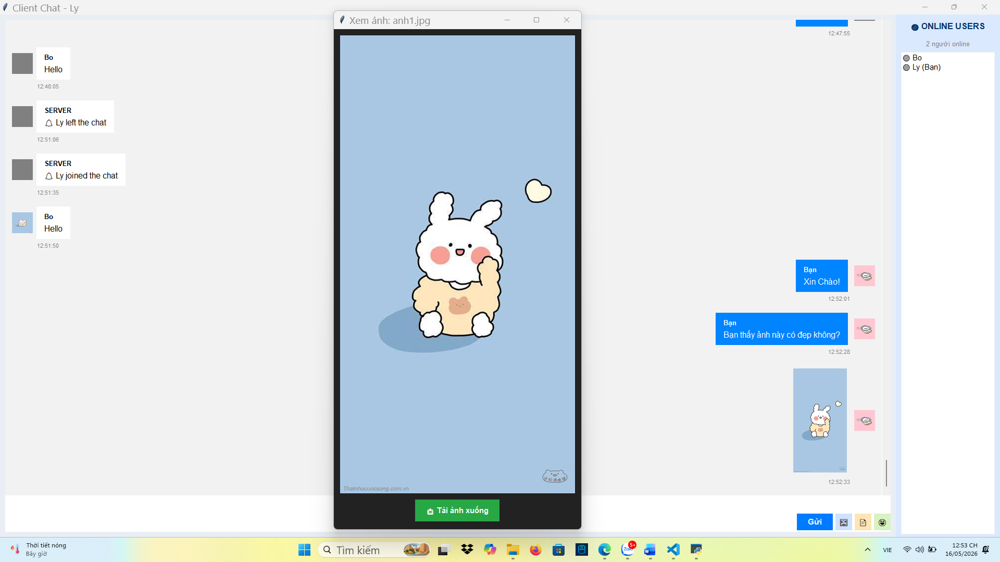 Client Chat - Ly
Xem ảnh: anh1.jpg
12:47:55
Bo
Hello
12:48:05
SERVER
Ly left the chat
12:51:06
SERVER
Ly joined the chat
12:51:35
Bo
Hello
12:51:50
Bạn
Xin Chào!
12:52:01
Bạn
Bạn thấy ảnh này có đẹp không?
12:52:28
12:52:33
Thatnhucuocsong.com.vn
Tải ảnh xuống
Gửi
ONLINE USERS
2 người online
Bo
Ly (Bạn)
Thời tiết nóng
Bây giờ
Tìm kiếm
Zalo
5+
VIE
12:53 CH
16/05/2026